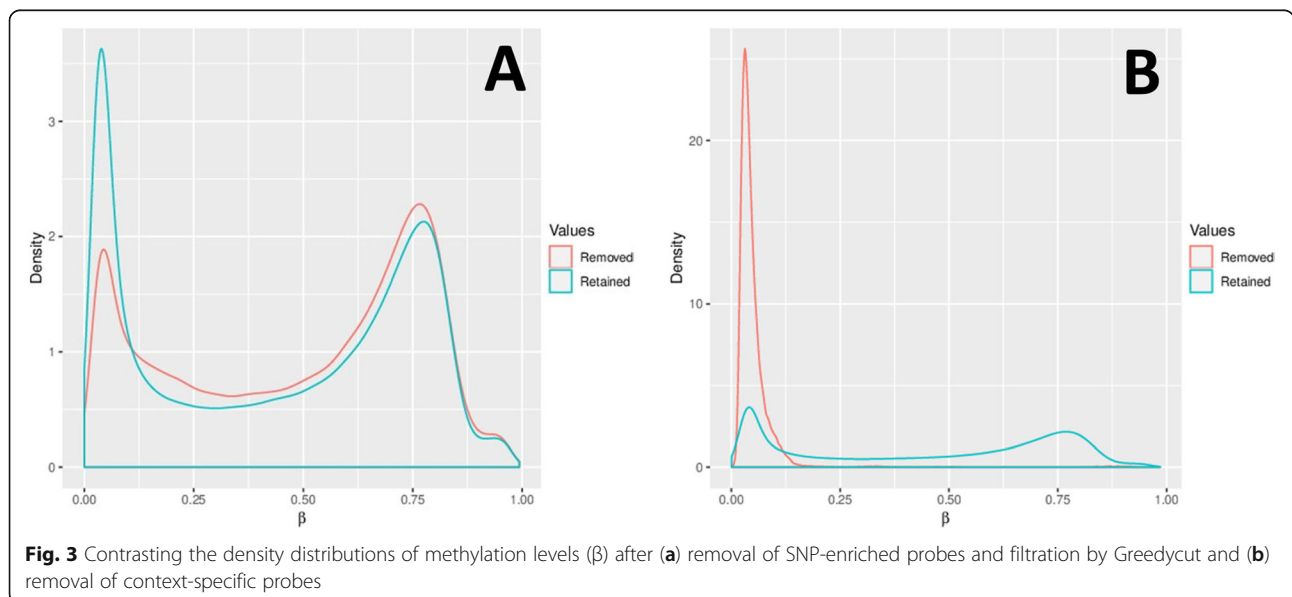 A
3
2
1
0
Density
0.00
0.25
0.50
0.75
1.00
β
Values
Removed
Retained
B
20
10
0
Density
0.00
0.25
0.50
0.75
1.00
β
Values
Removed
Retained
Fig. 3 Contrasting the density distributions of methylation levels (β) after (a) removal of SNP-enriched probes and filtration by Greedycut and (b)
removal of context-specific probes